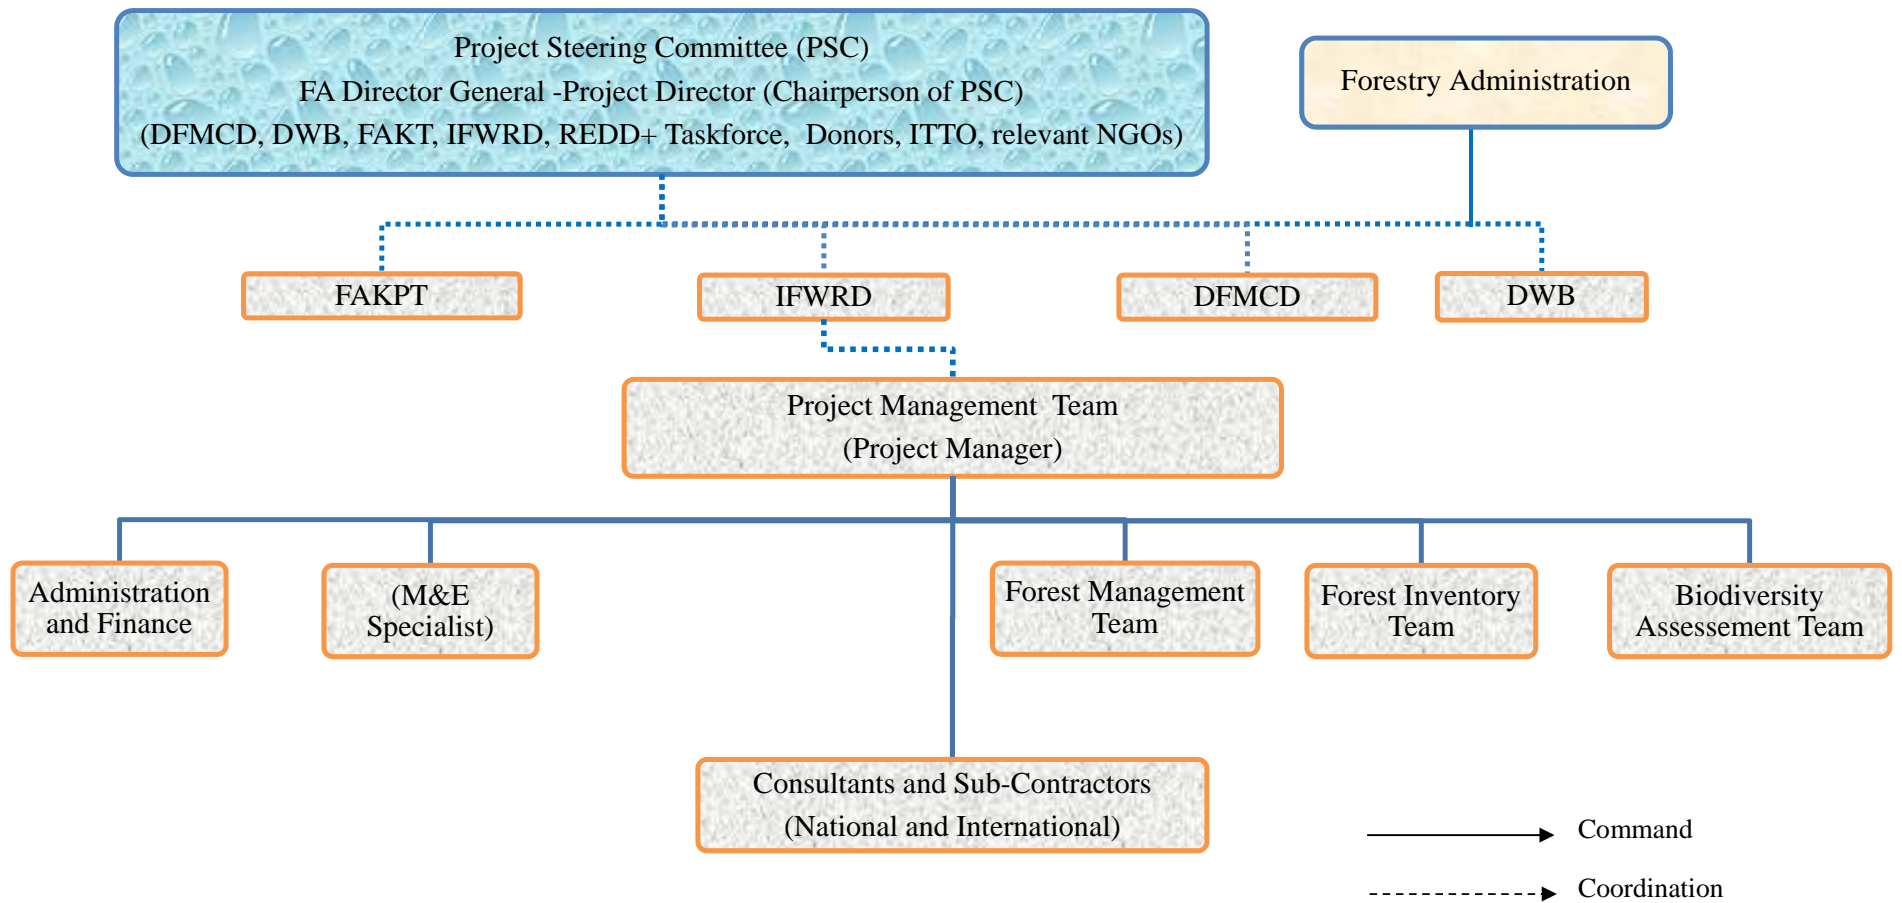 Project Steering Committee (PSC)
FA Director General -Project Director (Chairperson of PSC)
(DFMCD, DWB, FAKT, IFWRD, REDD+ Taskforce, Donors, ITTO, relevant NGOs)
Forestry Administration
FAKPT
IFWRD
DFMCD
DWB
Project Management Team
(Project Manager)
Administration
and Finance
(M&E
Specialist)
Forest Management
Team
Forest Inventory
Team
Biodiversity
Assessement Team
Consultants and Sub-Contractors
(National and International)
Command
Coordination